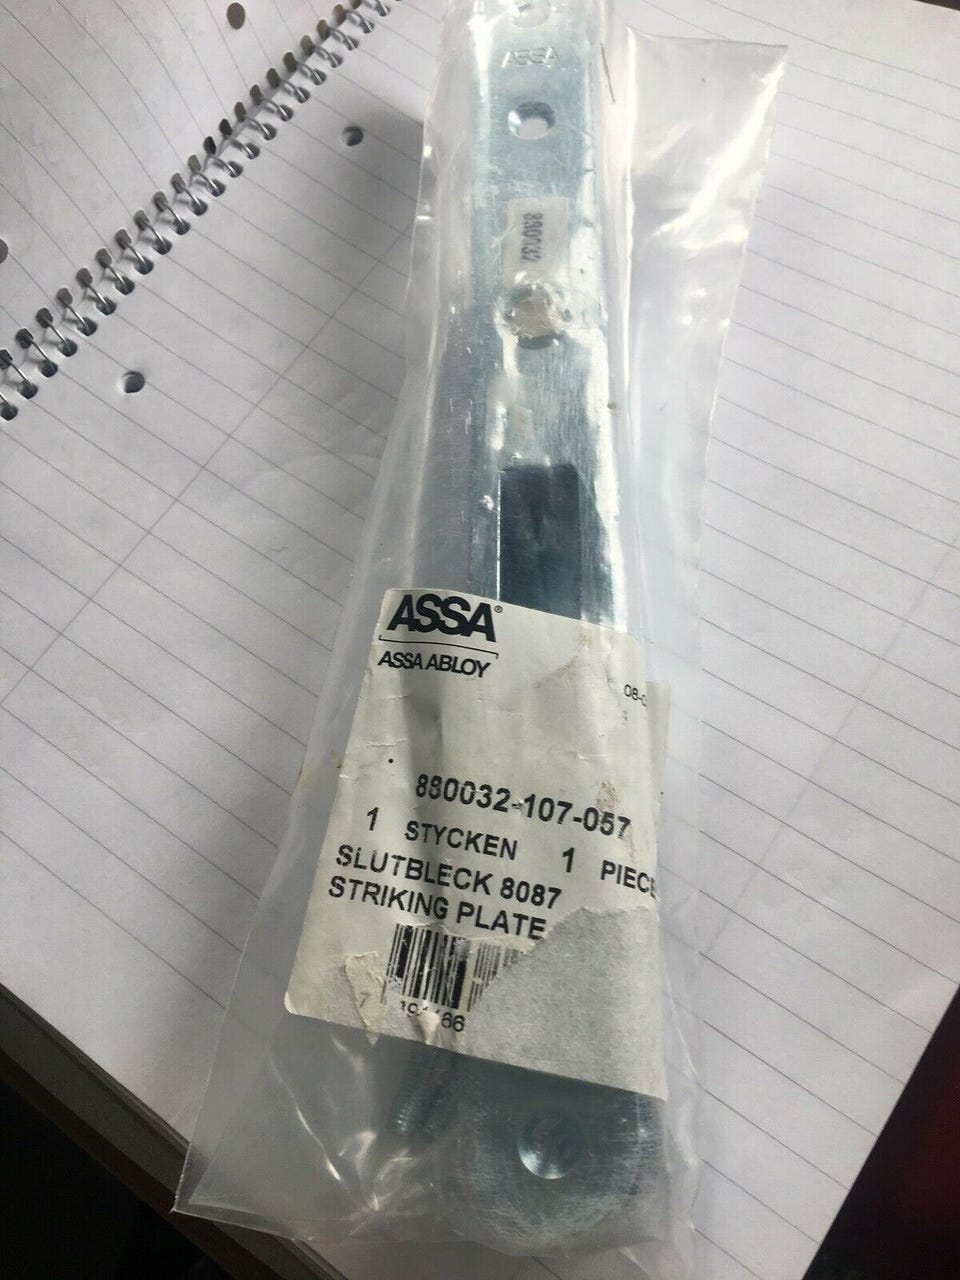 ASSA
880032
ASSA®
ASSA ABLOY
880032-107-057
1 STYCKEN 1 PIECE
SLUTBLECK 8087
STRIKING PLATE